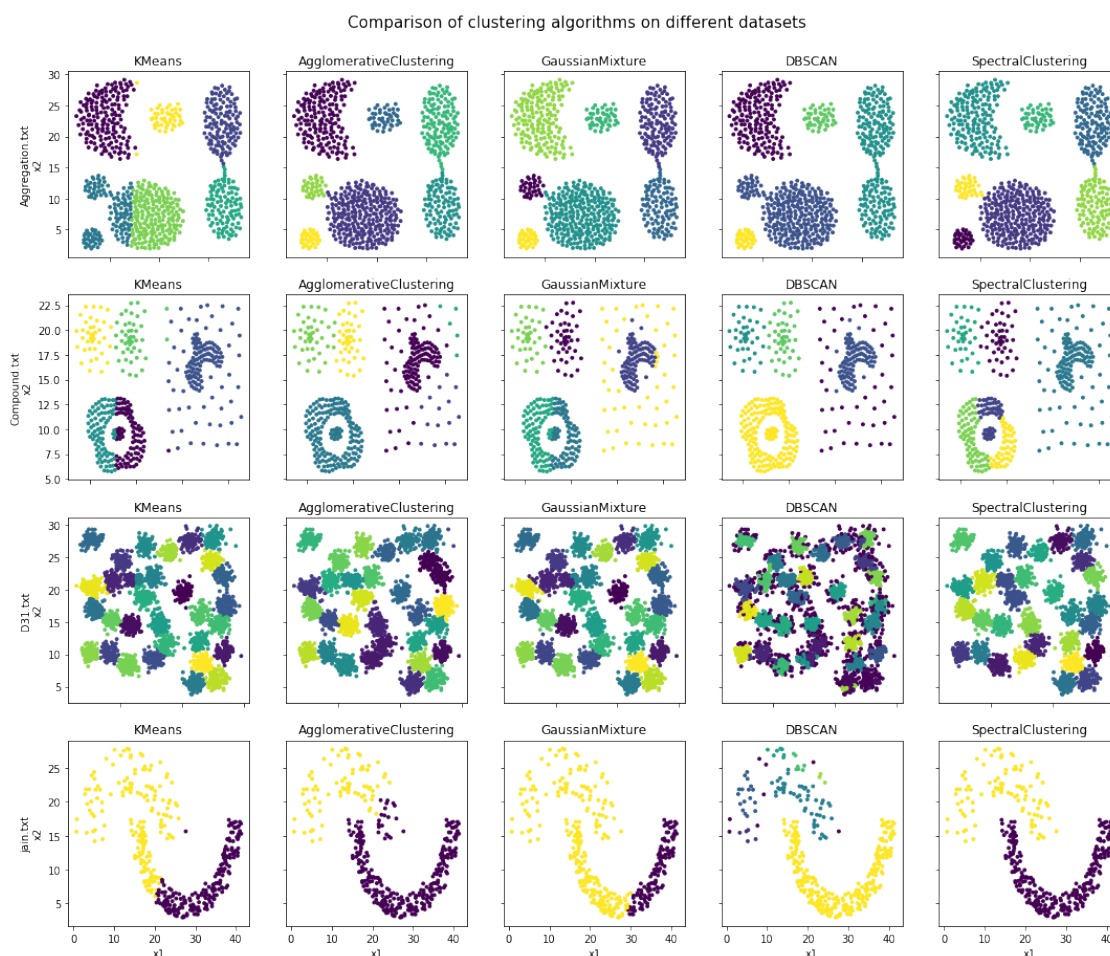 Comparison of clustering algorithms on different datasets
KMeans AgglomerativeClustering GaussianMixture DBSCAN SpectralClustering
30
25
20
15
10
5
Aggregation.txt
x2
KMeans AgglomerativeClustering GaussianMixture DBSCAN SpectralClustering
22.5
20.0
17.5
15.0
12.5
10.0
7.5
5.0
Compound.txt
x2
KMeans AgglomerativeClustering GaussianMixture DBSCAN SpectralClustering
30
25
20
15
10
5
D31.txt
x2
KMeans AgglomerativeClustering GaussianMixture DBSCAN SpectralClustering
25
20
15
10
5
jain.txt
x2
0 10 20 30 40 0 10 20 30 40 0 10 20 30 40 0 10 20 30 40 0 10 20 30 40
x1 x1 x1 x1 x1